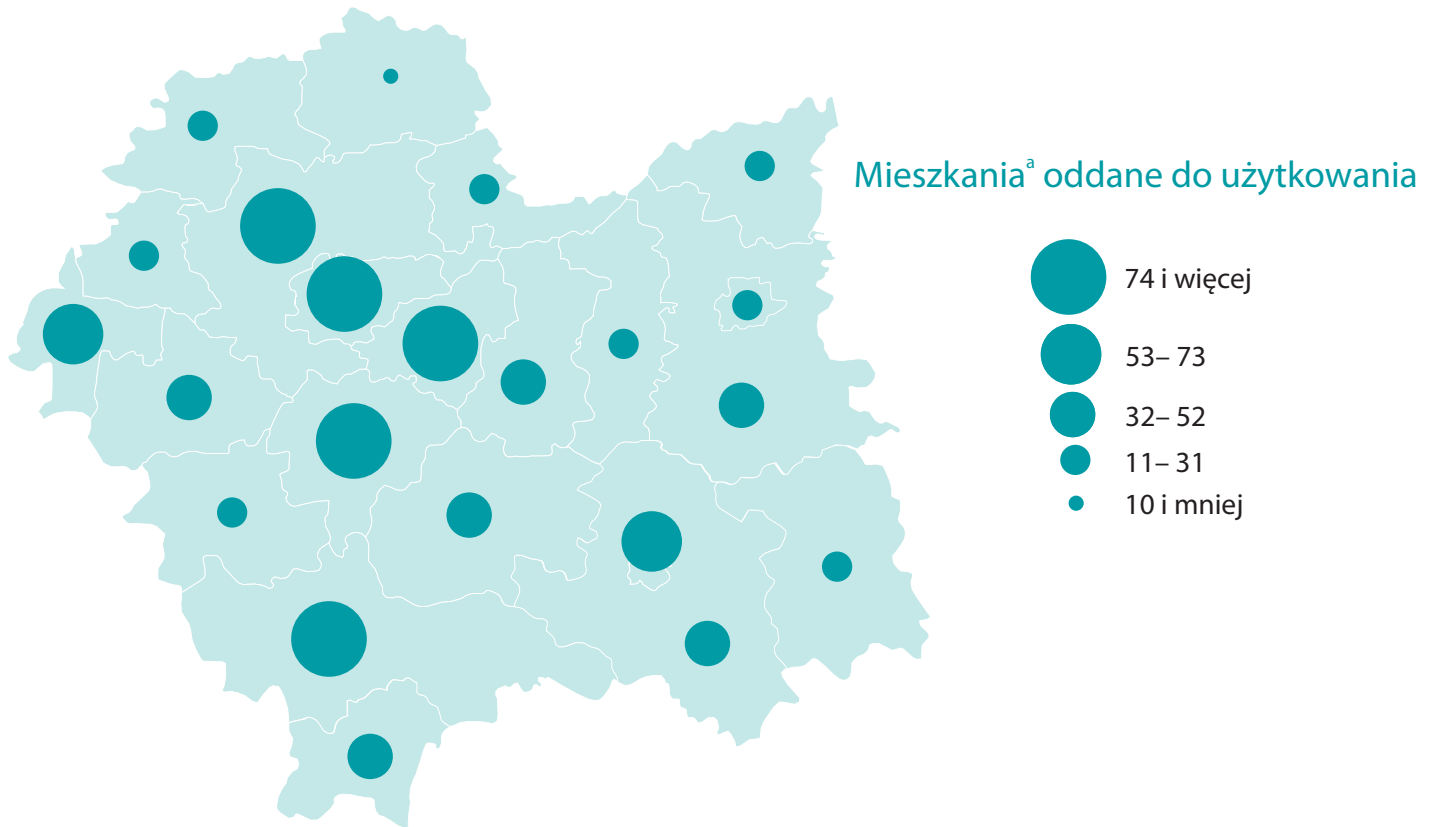 Mieszkaniaᵃ oddane do użytkowania
74 i więcej
53– 73
32– 52
11– 31
10 i mniej